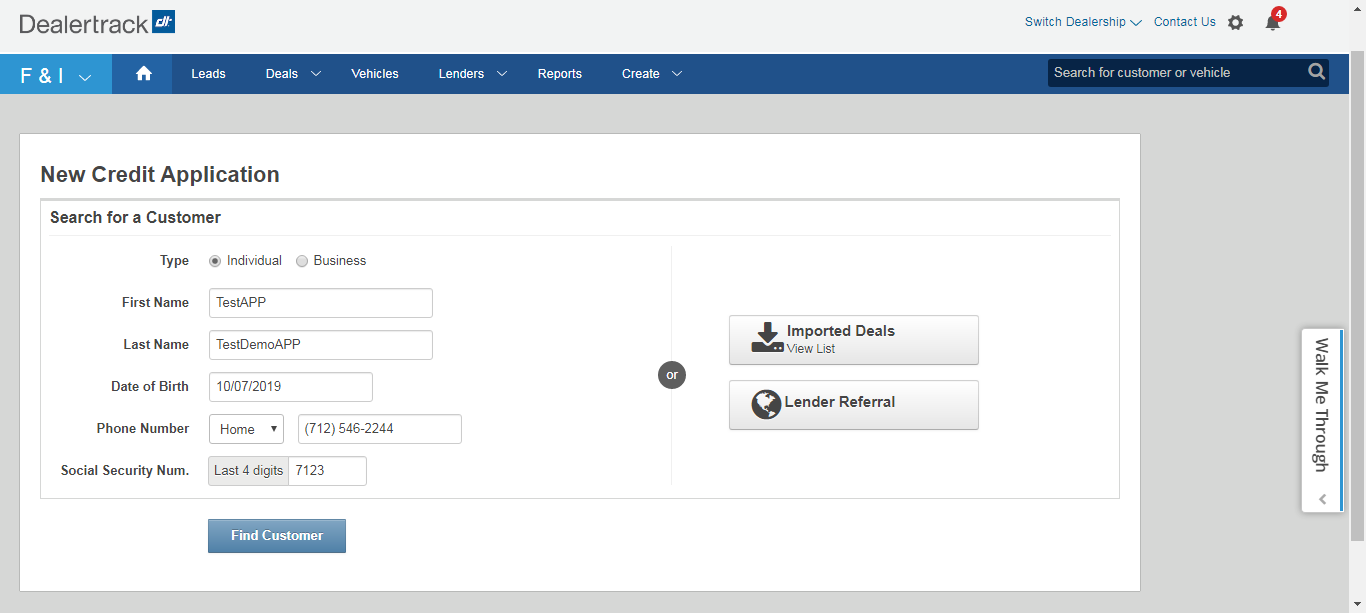 Dealertrack dt.
Switch Dealership Contact Us 4
F & I Leads Deals Vehicles Lenders Reports Create Search for customer or vehicle
New Credit Application
Search for a Customer
Type Individual Business
First Name TestAPP
Last Name TestDemoAPP
Date of Birth 10/07/2019
Phone Number Home (712) 546-2244
Social Security Num. Last 4 digits 7123
or
Imported Deals
View List
Lender Referral
Find Customer
Walk Me Through